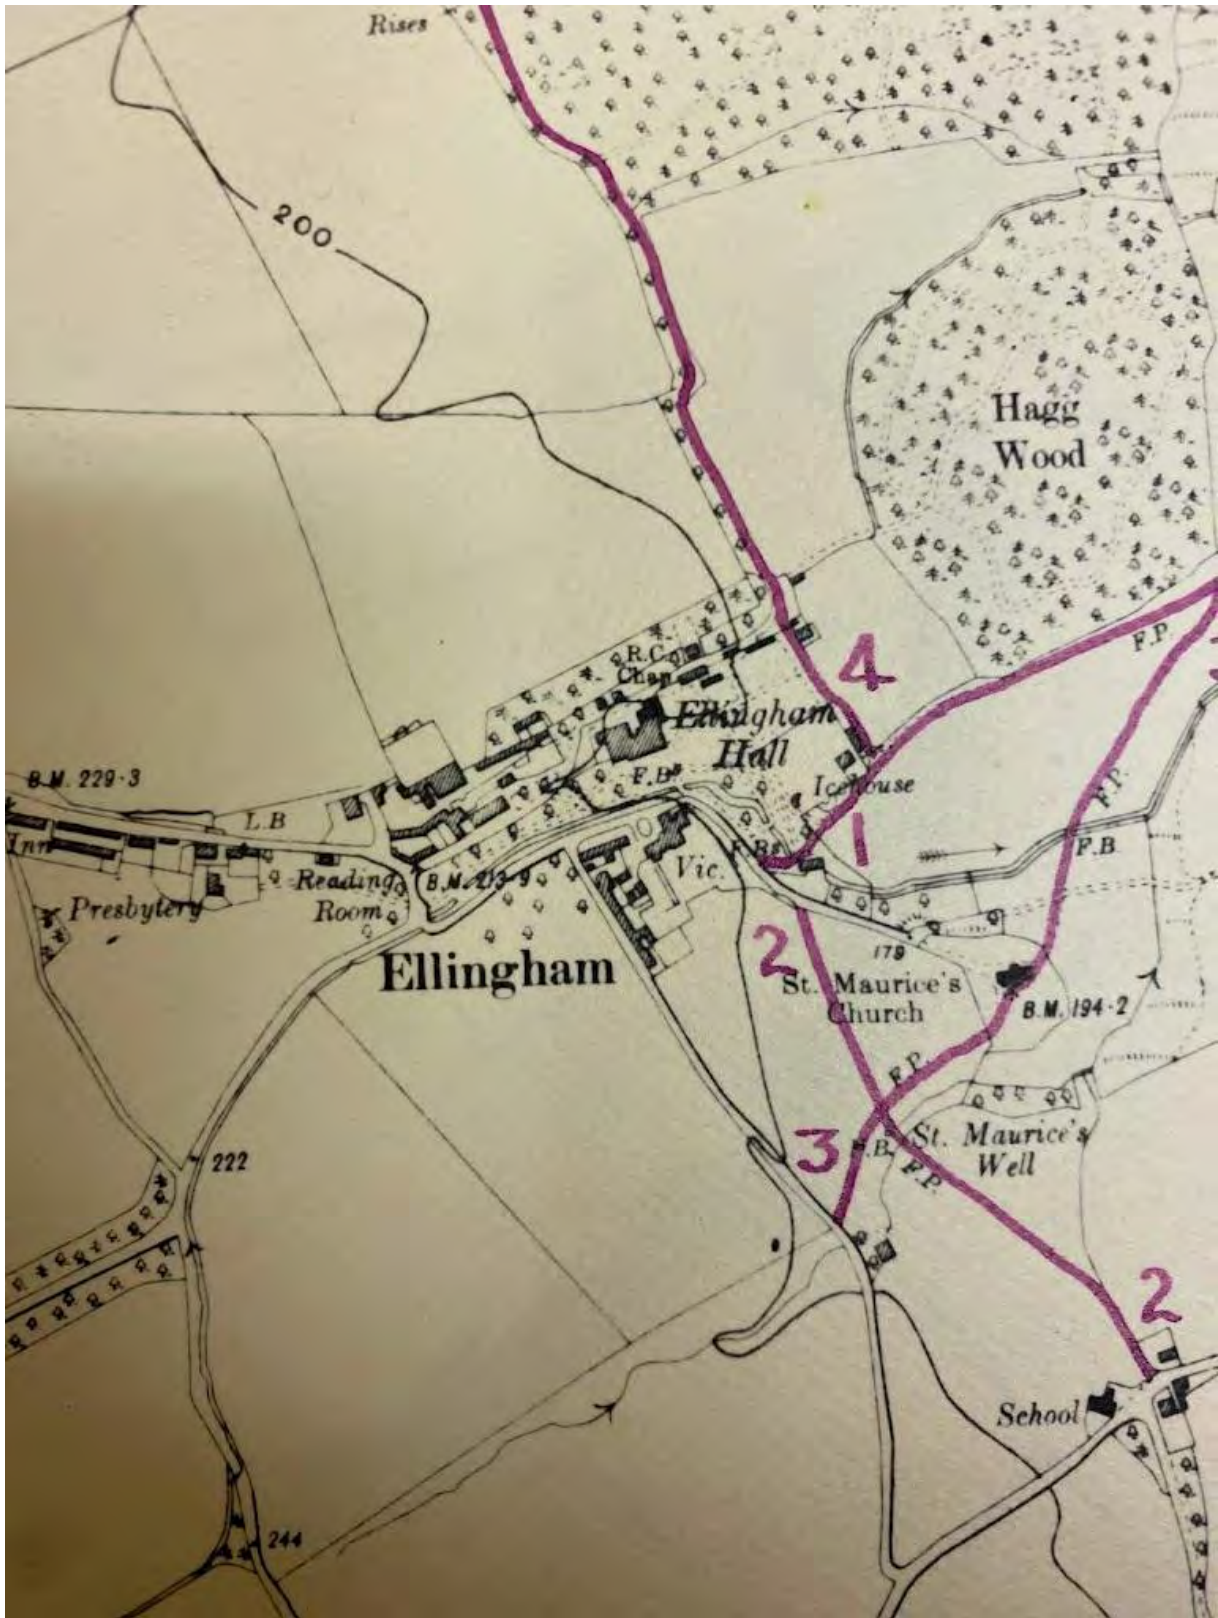 Rises
200
Hagg
Wood
F.P.
4
R.C.
Chap
Ellingham
Hall
F.B.
Icehouse
B.M. 229·3
L.B
Inn
1
F.P.
F.B
F.Bs
Vic.
Reading
Room
B.M. 213·9
Presbytery
2
179
Ellingham
St. Maurice's
Church
B.M. 194·2
F.P.
3
St. Maurice's
Well
F.B.
F.P.
222
2
School
244